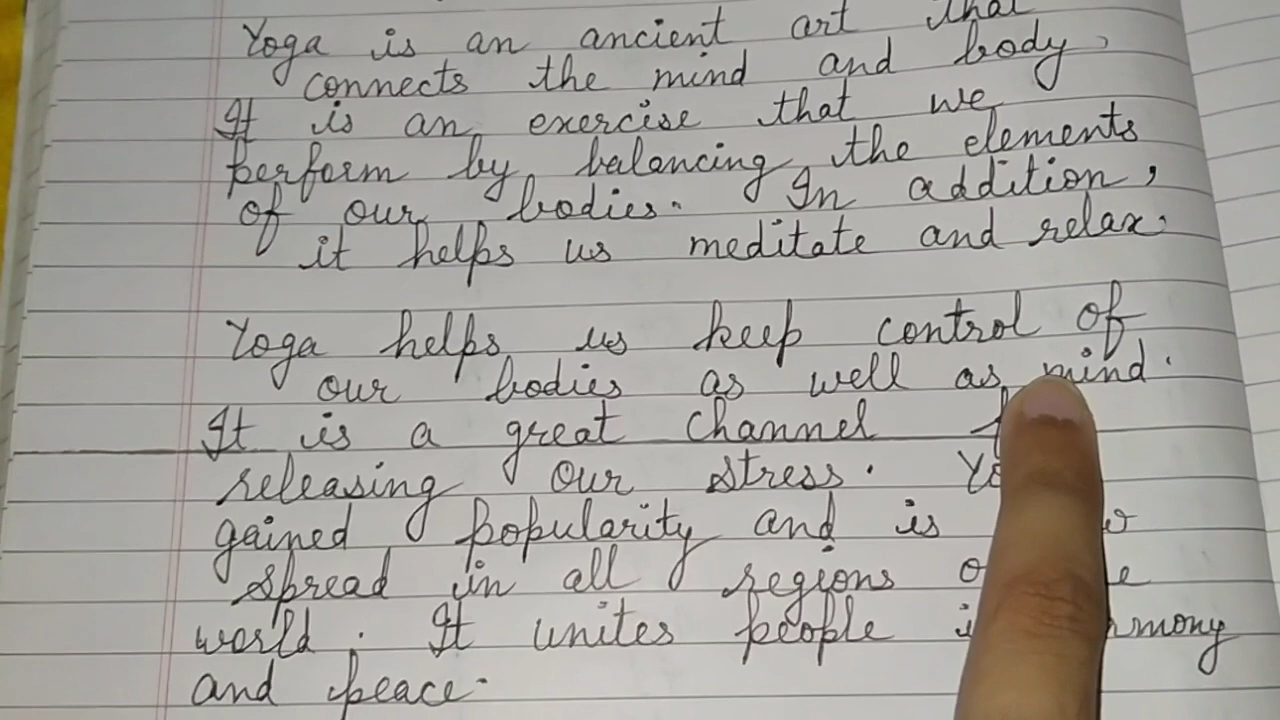 Yoga is an ancient art that
connects the mind and body.
It is an exercise that we
perform by balancing the elements
of our bodies. In addition,
it helps us meditate and relax.
Yoga helps us keep control of
our bodies as well as mind.
It is a great channel
releasing our stress.
gained popularity and is
spread in all regions
world. It unites people
and peace.